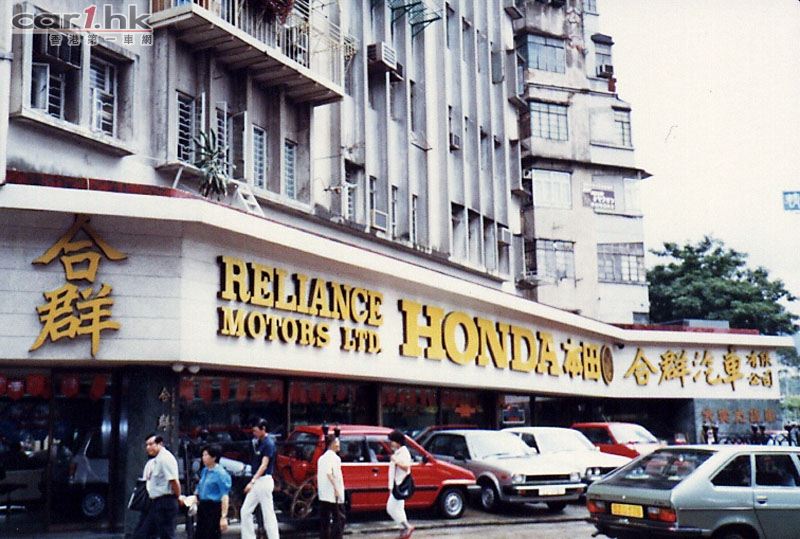 car1.hk
香港第一車網
合群
RELIANCE
MOTORS LTD.
HONDA 本田
合群汽車
有限
公司